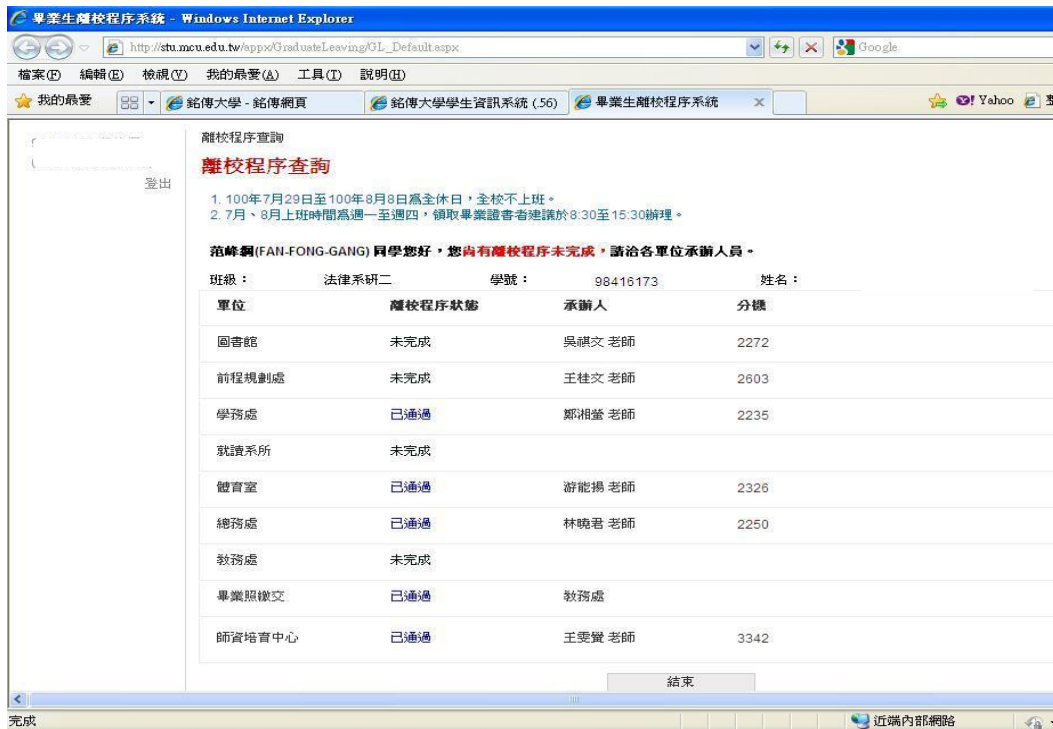 畢業生離校程序系統 - Windows Internet Explorer
http://stu.mcu.edu.tw/appx/GraduateLeaving/GL_Default.aspx Google
檔案(F) 編輯(E) 檢視(V) 我的最愛(A) 工具(T) 說明(H)
我的最愛 銘傳大學 - 銘傳網頁 銘傳大學學生資訊系統 (.56) 畢業生離校程序系統 Yahoo
離校程序查詢
離校程序查詢
登出
1. 100年7月29日至100年8月8日為全休日，全校不上班。
2. 7月、8月上班時間為週一至週四，領取畢業證書者建議於8:30至15:30辦理。
范峰鋼(FAN-FONG-GANG) 同學您好，您尚有離校程序未完成，請洽各單位承辦人員。
班級： 法律系研二 學號： 98416173 姓名：
單位 離校程序狀態 承辦人 分機
圖書館 未完成 吳祺文 老師 2272
前程規劃處 未完成 王桂文 老師 2603
學務處 已通過 鄭湘螢 老師 2235
就讀系所 未完成
體育室 已通過 游能揚 老師 2326
總務處 已通過 林曉君 老師 2250
教務處 未完成
畢業照繳交 已通過 教務處
師資培育中心 已通過 老師 3342
結束
完成 近端內部網路